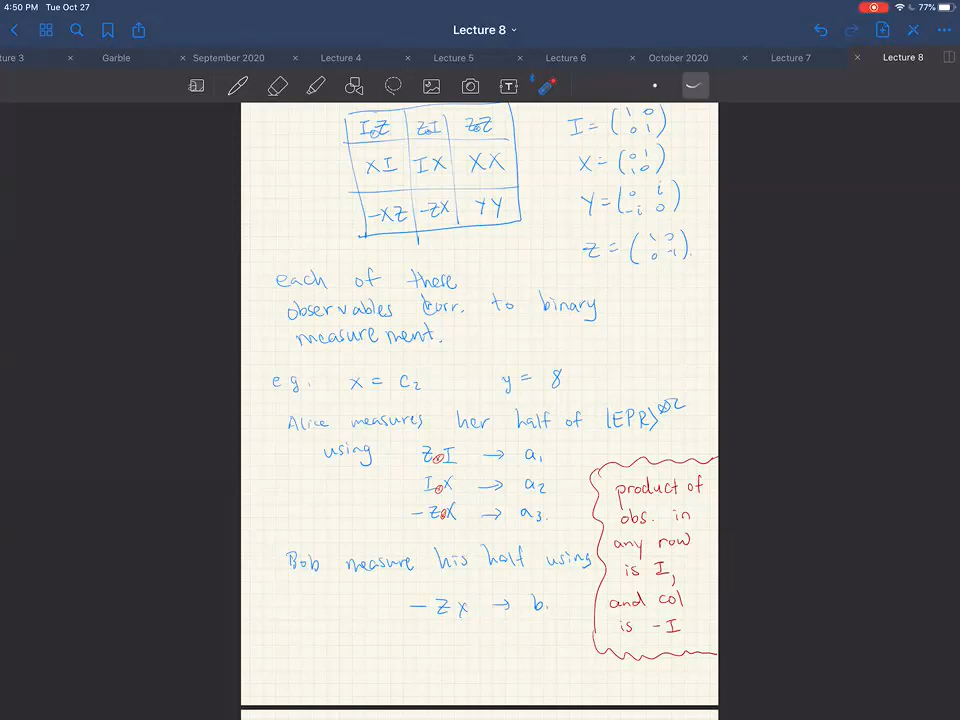 4:50 PM Tue Oct 27
77%
Lecture 8
ure 3
Garble
September 2020
Lecture 4
Lecture 5
Lecture 6
October 2020
Lecture 7
Lecture 8
I⊗Z Z⊗I Z⊗Z
XI IX XX
-XZ -ZX YY
I = (1 0
0 1)
X = (0 1
1 0)
Y = (0 i
-i 0)
Z = (1 0
0 -1).
each of these
observables corr. to binary
measurement.
e.g. x = c₂ y = 8
Alice measures her half of |EPR⟩⊗2
using Z⊗I → a₁
I⊗X → a₂
-Z⊗X → a₃.
Bob measure his half using
-ZX → b.
product of
obs. in
any row
is I,
and col
is -I